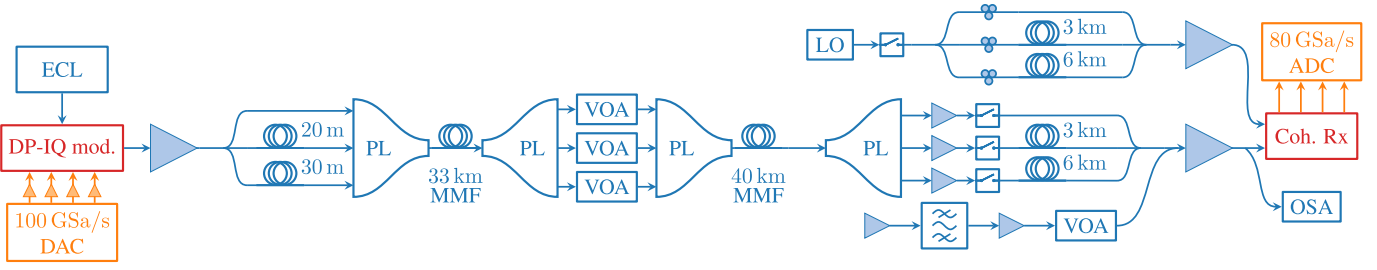 ECL
DP-IQ mod.
100 GSa/s
DAC
20 m
30 m
PL
33 km
MMF
PL
VOA
VOA
VOA
PL
40 km
MMF
PL
LO
3 km
6 km
3 km
6 km
VOA
80 GSa/s
ADC
Coh. Rx
OSA